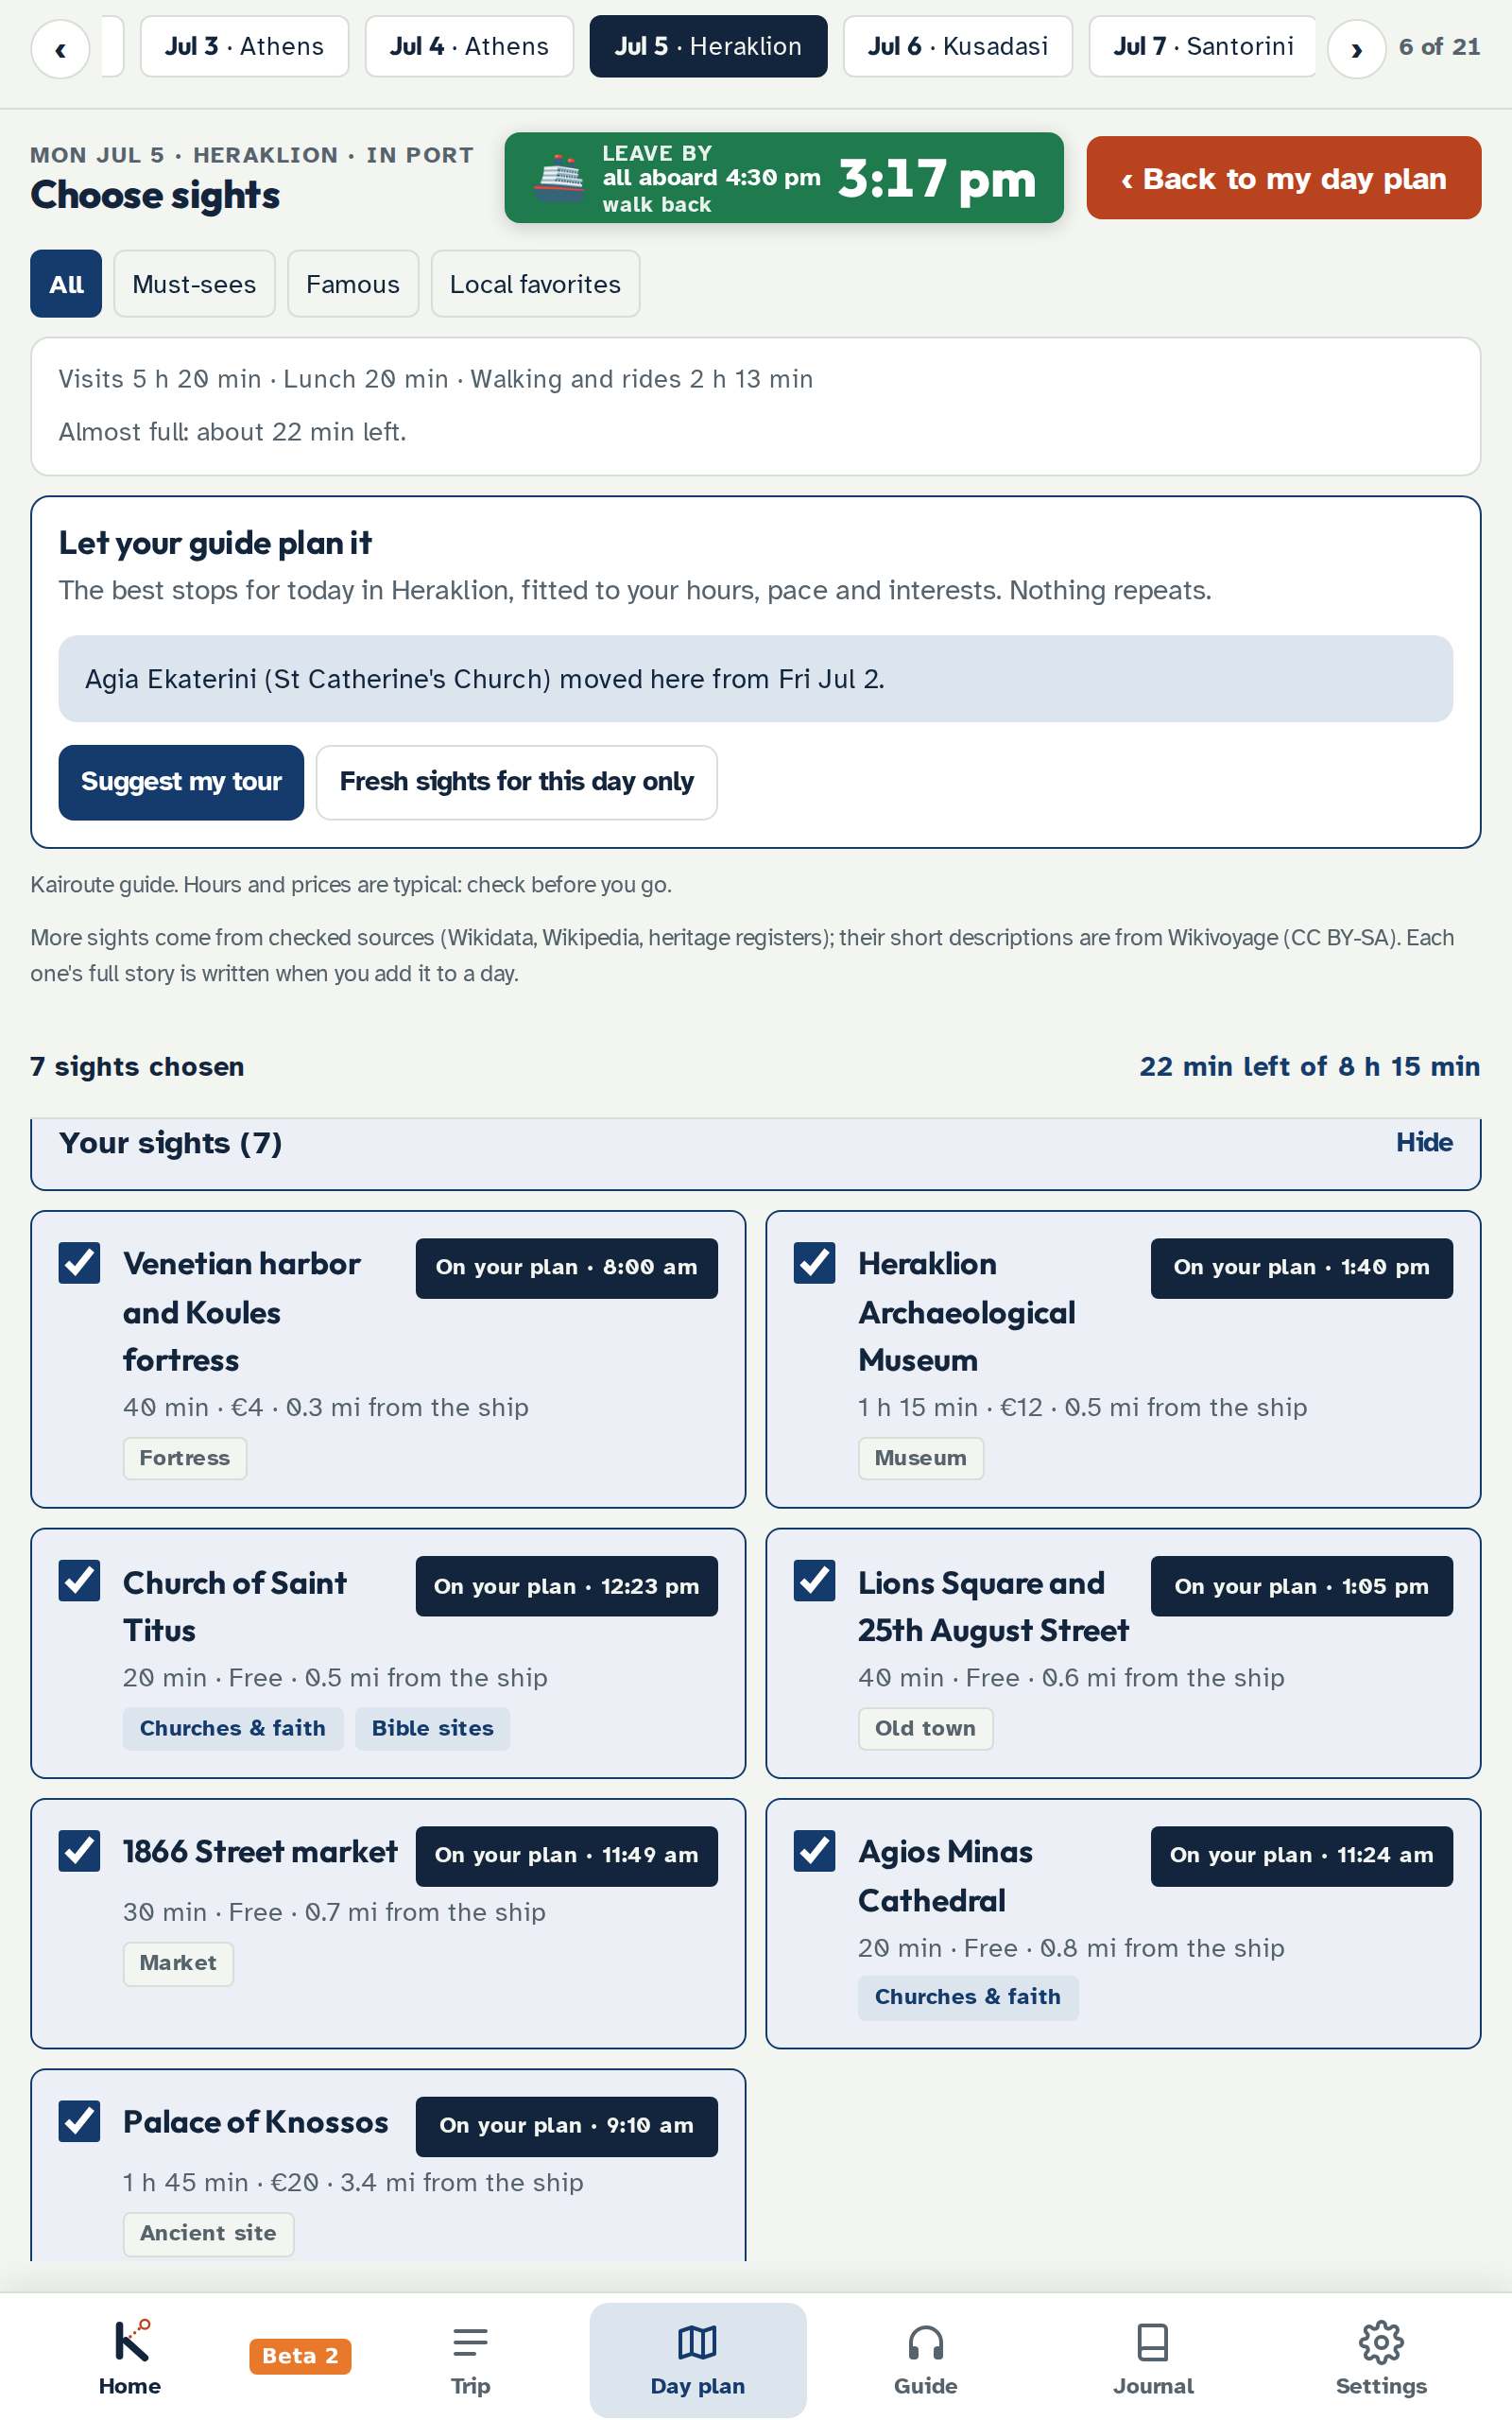 ‹
Jul 3 · Athens
Jul 4 · Athens
Jul 5 · Heraklion
Jul 6 · Kusadasi
Jul 7 · Santorini
›
6 of 21
MON JUL 5 · HERAKLION · IN PORT
Choose sights
LEAVE BY
all aboard 4:30 pm
walk back
3:17 pm
‹ Back to my day plan
All
Must-sees
Famous
Local favorites
Visits 5 h 20 min · Lunch 20 min · Walking and rides 2 h 13 min
Almost full: about 22 min left.
Let your guide plan it
The best stops for today in Heraklion, fitted to your hours, pace and interests. Nothing repeats.
Agia Ekaterini (St Catherine's Church) moved here from Fri Jul 2.
Suggest my tour
Fresh sights for this day only
Kairoute guide. Hours and prices are typical: check before you go.
More sights come from checked sources (Wikidata, Wikipedia, heritage registers); their short descriptions are from Wikivoyage (CC BY-SA). Each
one's full story is written when you add it to a day.
7 sights chosen
22 min left of 8 h 15 min
Your sights (7)
Hide
Venetian harbor
and Koules
fortress
On your plan · 8:00 am
40 min · €4 · 0.3 mi from the ship
Fortress
Heraklion
Archaeological
Museum
On your plan · 1:40 pm
1 h 15 min · €12 · 0.5 mi from the ship
Museum
Church of Saint
Titus
On your plan · 12:23 pm
20 min · Free · 0.5 mi from the ship
Churches & faith
Bible sites
Lions Square and
25th August Street
On your plan · 1:05 pm
40 min · Free · 0.6 mi from the ship
Old town
1866 Street market
On your plan · 11:49 am
30 min · Free · 0.7 mi from the ship
Market
Agios Minas
Cathedral
On your plan · 11:24 am
20 min · Free · 0.8 mi from the ship
Churches & faith
Palace of Knossos
On your plan · 9:10 am
1 h 45 min · €20 · 3.4 mi from the ship
Ancient site
Home
Beta 2
Trip
Day plan
Guide
Journal
Settings